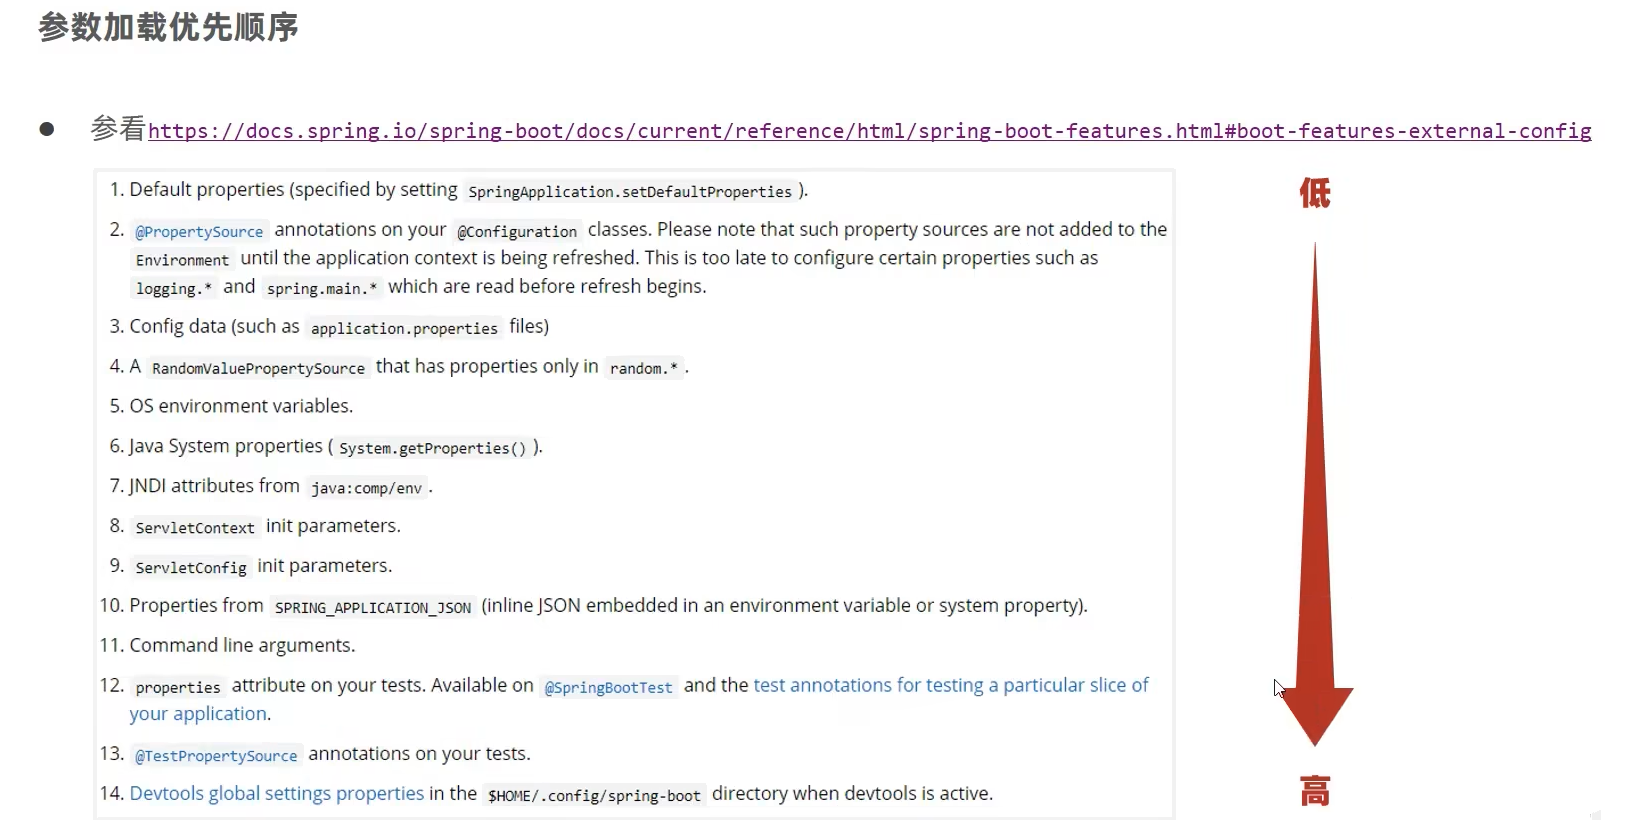 参数加载优先顺序
● 参看https://docs.spring.io/spring-boot/docs/current/reference/html/spring-boot-features.html#boot-features-external-config
1. Default properties (specified by setting SpringApplication.setDefaultProperties ).
2. @PropertySource annotations on your @Configuration classes. Please note that such property sources are not added to the
Environment until the application context is being refreshed. This is too late to configure certain properties such as
logging.* and spring.main.* which are read before refresh begins.
3. Config data (such as application.properties files)
4. A RandomValuePropertySource that has properties only in random.* .
5. OS environment variables.
6. Java System properties ( System.getProperties() ).
7. JNDI attributes from java:comp/env .
8. ServletContext init parameters.
9. ServletConfig init parameters.
10. Properties from SPRING_APPLICATION_JSON (inline JSON embedded in an environment variable or system property).
11. Command line arguments.
12. properties attribute on your tests. Available on @SpringBootTest and the test annotations for testing a particular slice of
your application.
13. @TestPropertySource annotations on your tests.
14. Devtools global settings properties in the $HOME/.config/spring-boot directory when devtools is active.
低
高